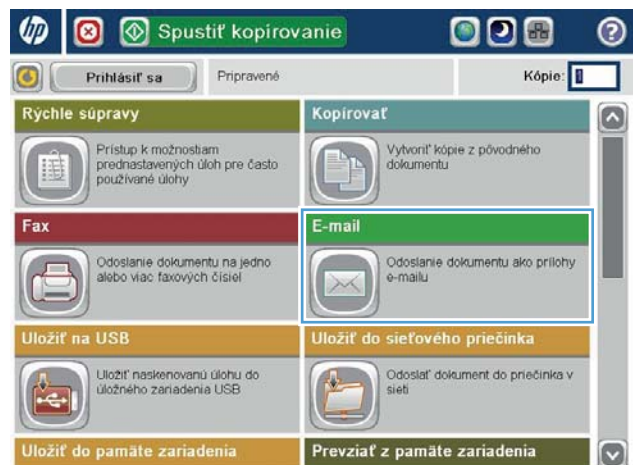 hp Spustiť kopírovanie ?
Prihlásiť sa Pripravené Kópie: 1
Rýchle súpravy
Prístup k možnostiam
prednastavených úloh pre často
používané úlohy
Kopírovať
Vytvoriť kópie z pôvodného
dokumentu
Fax
Odoslanie dokumentu na jedno
alebo viac faxových čísiel
E-mail
Odoslanie dokumentu ako prílohy
e-mailu
Uložiť na USB
Uložiť naskenovanú úlohu do
úložného zariadenia USB
Uložiť do sieťového priečinka
Odoslať dokument do priečinka v
sieti
Uložiť do pamäte zariadenia
Prevziať z pamäte zariadenia